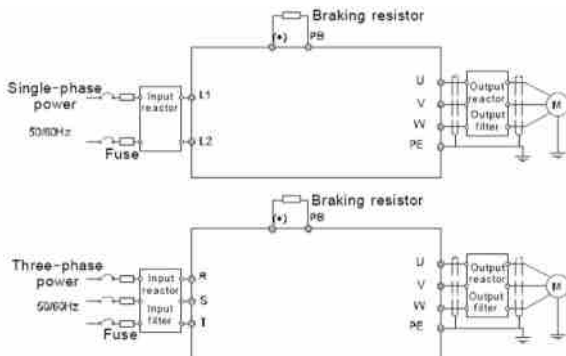 Braking resistor
(+) PB
Single-phase
power
50/60Hz
Fuse
Input
reactor
L1
L2
U
V
W
PE
Output
reactor
Output
filter
M
Braking resistor
(+) PB
Three-phase
power
50/60Hz
Fuse
Input
reactor
Input
filter
R
S
T
U
V
W
PE
Output
reactor
Output
filter
M